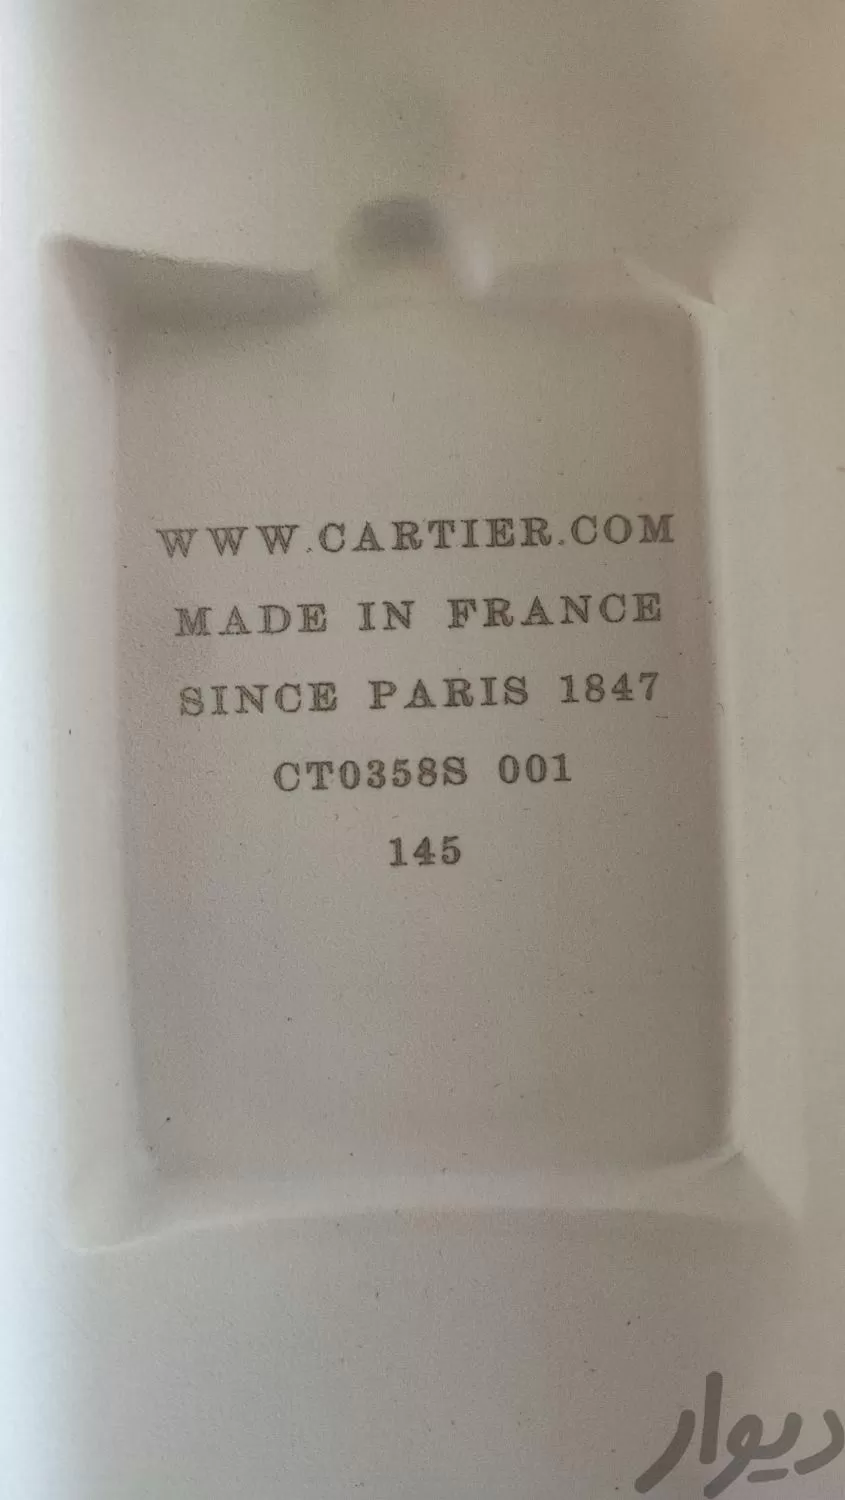 WWW.CARTIER.COM
MADE IN FRANCE
SINCE PARIS 1847
CT0358S 001
145
دیوار